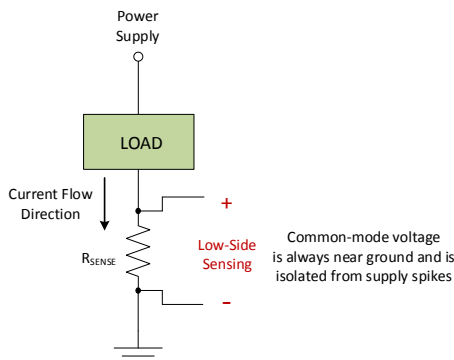 Power
Supply
LOAD
Current Flow
Direction
+
Low-Side
Sensing
Common-mode voltage
is always near ground and is
isolated from supply spikes
RSENSE
-